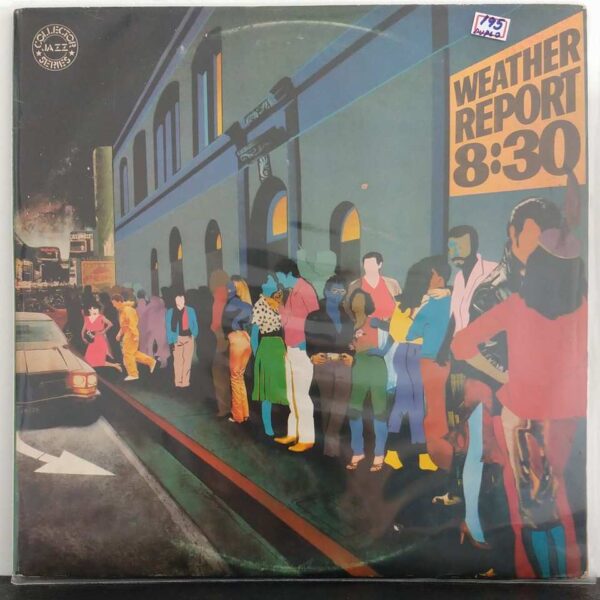 COLLECTOR
JAZZ
SERIES
195
DUPLO
WEATHER
REPORT
8:30